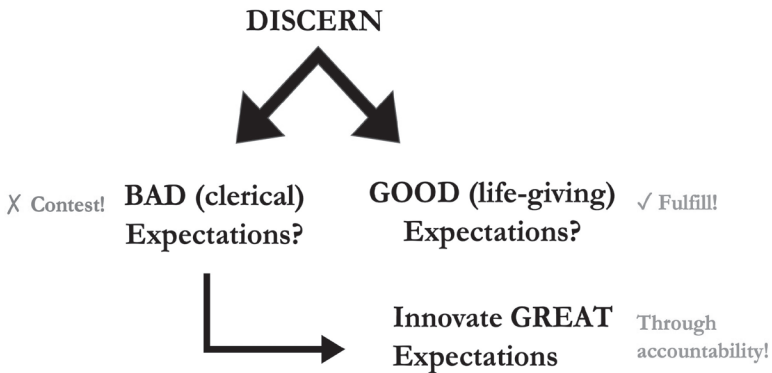 DISCERN
✗ Contest!
BAD (clerical)
Expectations?
GOOD (life-giving)
Expectations?
✓ Fulfill!
Innovate GREAT
Expectations
Through
accountability!